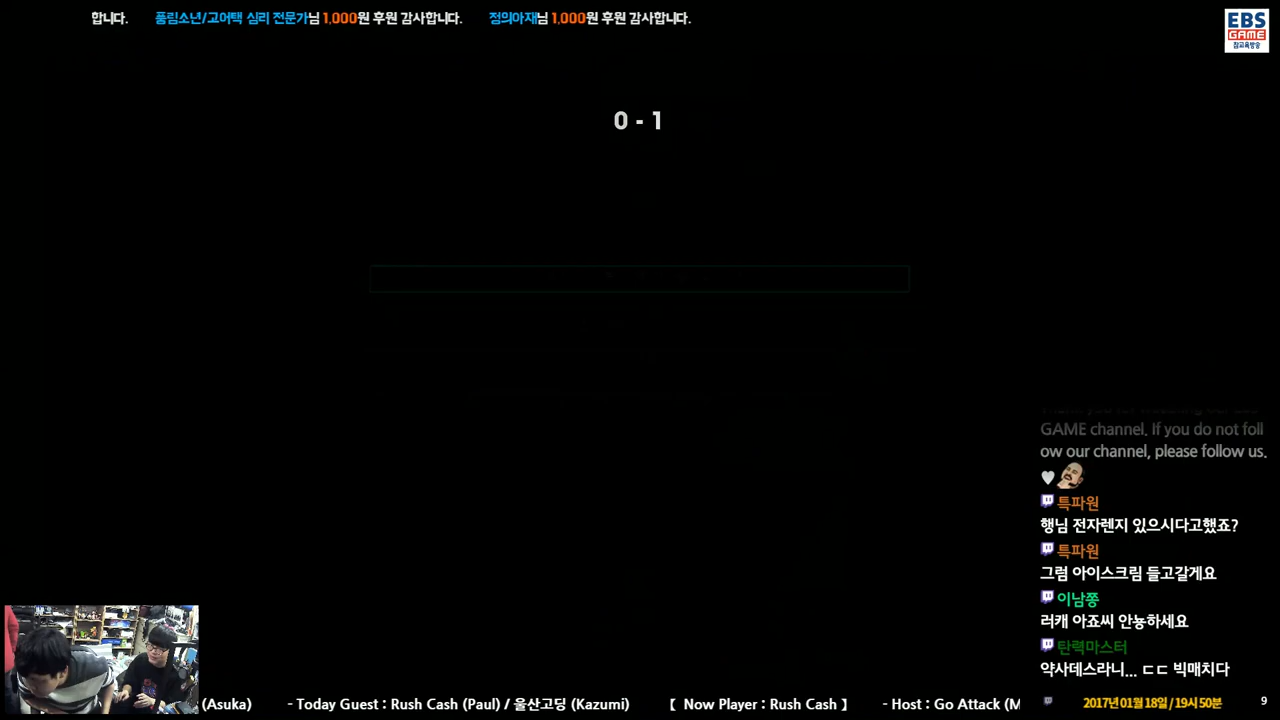 합니다. 풍림소년/고어택 심리 전문가님 1,000원 후원 감사합니다. 정의아재님 1,000원 후원 감사합니다.
EBS
GAME
참교육방송
0 - 1
GAME channel. If you do not foll
ow our channel, please follow us.
특파원
행님 전자렌지 있으시다고했죠?
특파원
그럼 아이스크림 들고갈게요
이남쫑
러캐 아죠씨 안뇽하세요
탄력마스터
약사데스라니... ㄷㄷ 빅매치다
(Asuka) - Today Guest : Rush Cash (Paul) / 울산고딩 (Kazumi) 【 Now Player : Rush Cash 】 - Host : Go Attack (M
2017년 01월 18일 / 19시 50분
9